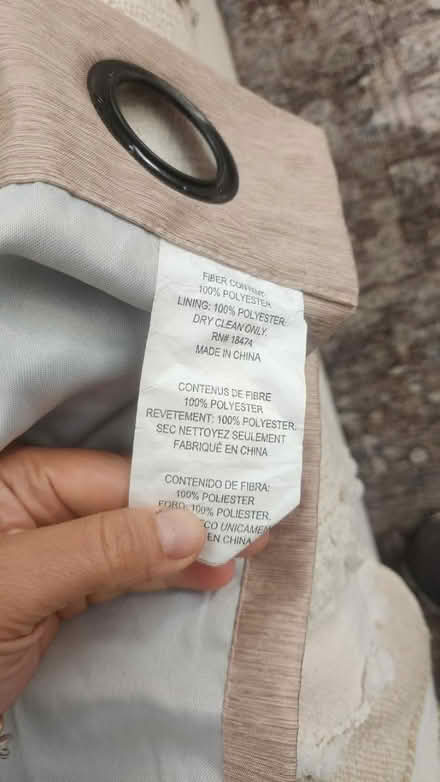 FIBER CONTENT:
100% POLYESTER
LINING: 100% POLYESTER.
DRY CLEAN ONLY.
RN# 18474
MADE IN CHINA
CONTENUS DE FIBRE
100% POLYESTER
REVETEMENT: 100% POLYESTER.
SEC NETTOYEZ SEULEMENT
FABRIQUÉ EN CHINA
CONTENIDO DE FIBRA:
100% POLIESTER
100% POLIESTER.
EN CHINA